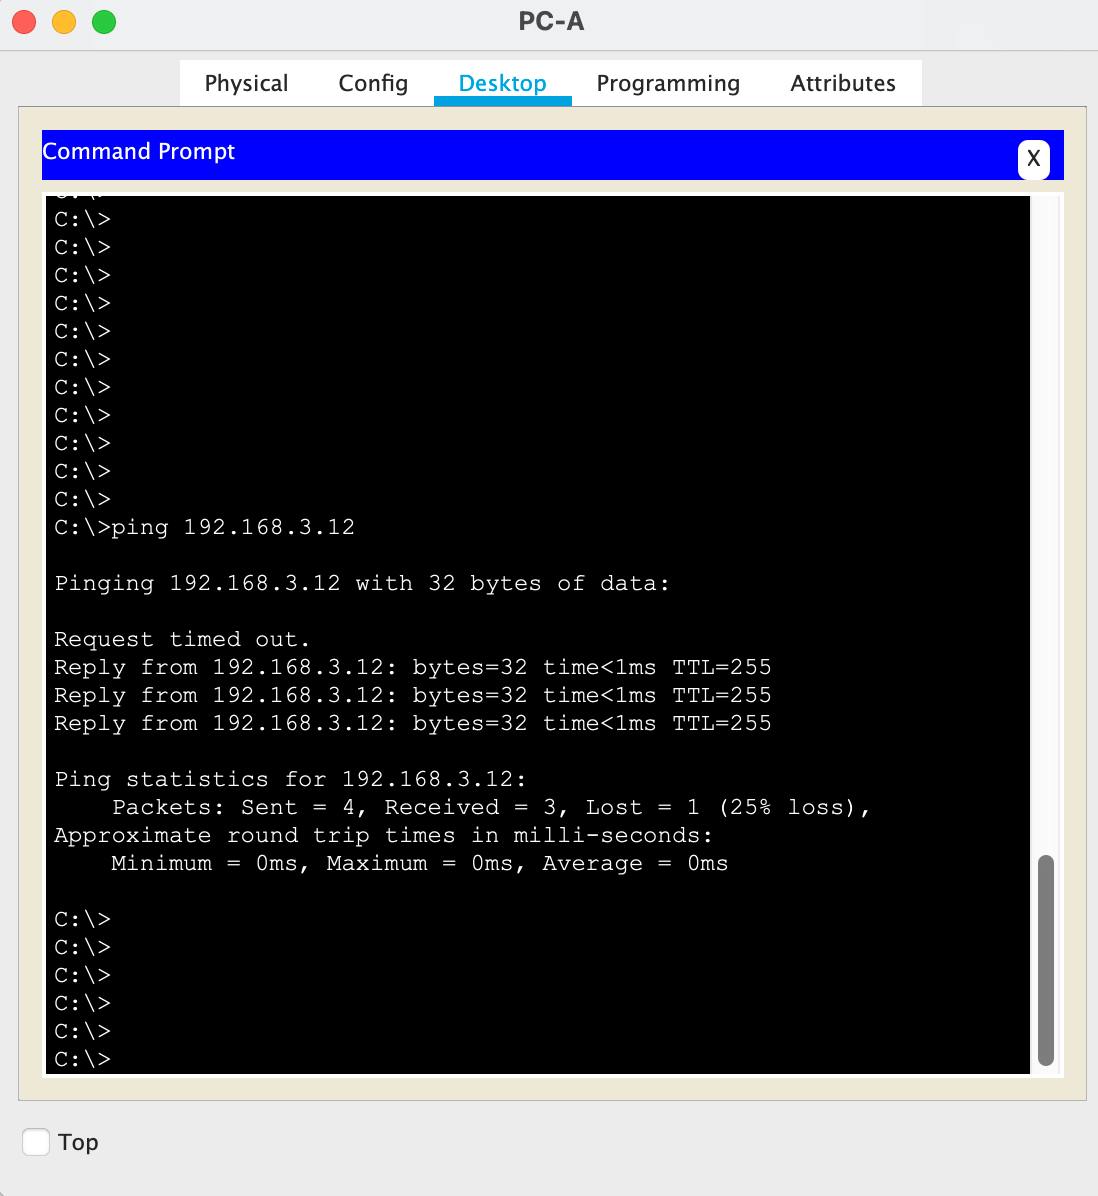 PC-A
Physical Config Desktop Programming Attributes
Command Prompt
X
C:\>
C:\>
C:\>
C:\>
C:\>
C:\>
C:\>
C:\>
C:\>
C:\>
C:\>
C:\>ping 192.168.3.12
Pinging 192.168.3.12 with 32 bytes of data:
Request timed out.
Reply from 192.168.3.12: bytes=32 time<1ms TTL=255
Reply from 192.168.3.12: bytes=32 time<1ms TTL=255
Reply from 192.168.3.12: bytes=32 time<1ms TTL=255
Ping statistics for 192.168.3.12:
Packets: Sent = 4, Received = 3, Lost = 1 (25% loss),
Approximate round trip times in milli-seconds:
Minimum = 0ms, Maximum = 0ms, Average = 0ms
C:\>
C:\>
C:\>
C:\>
C:\>
C:\>
Top